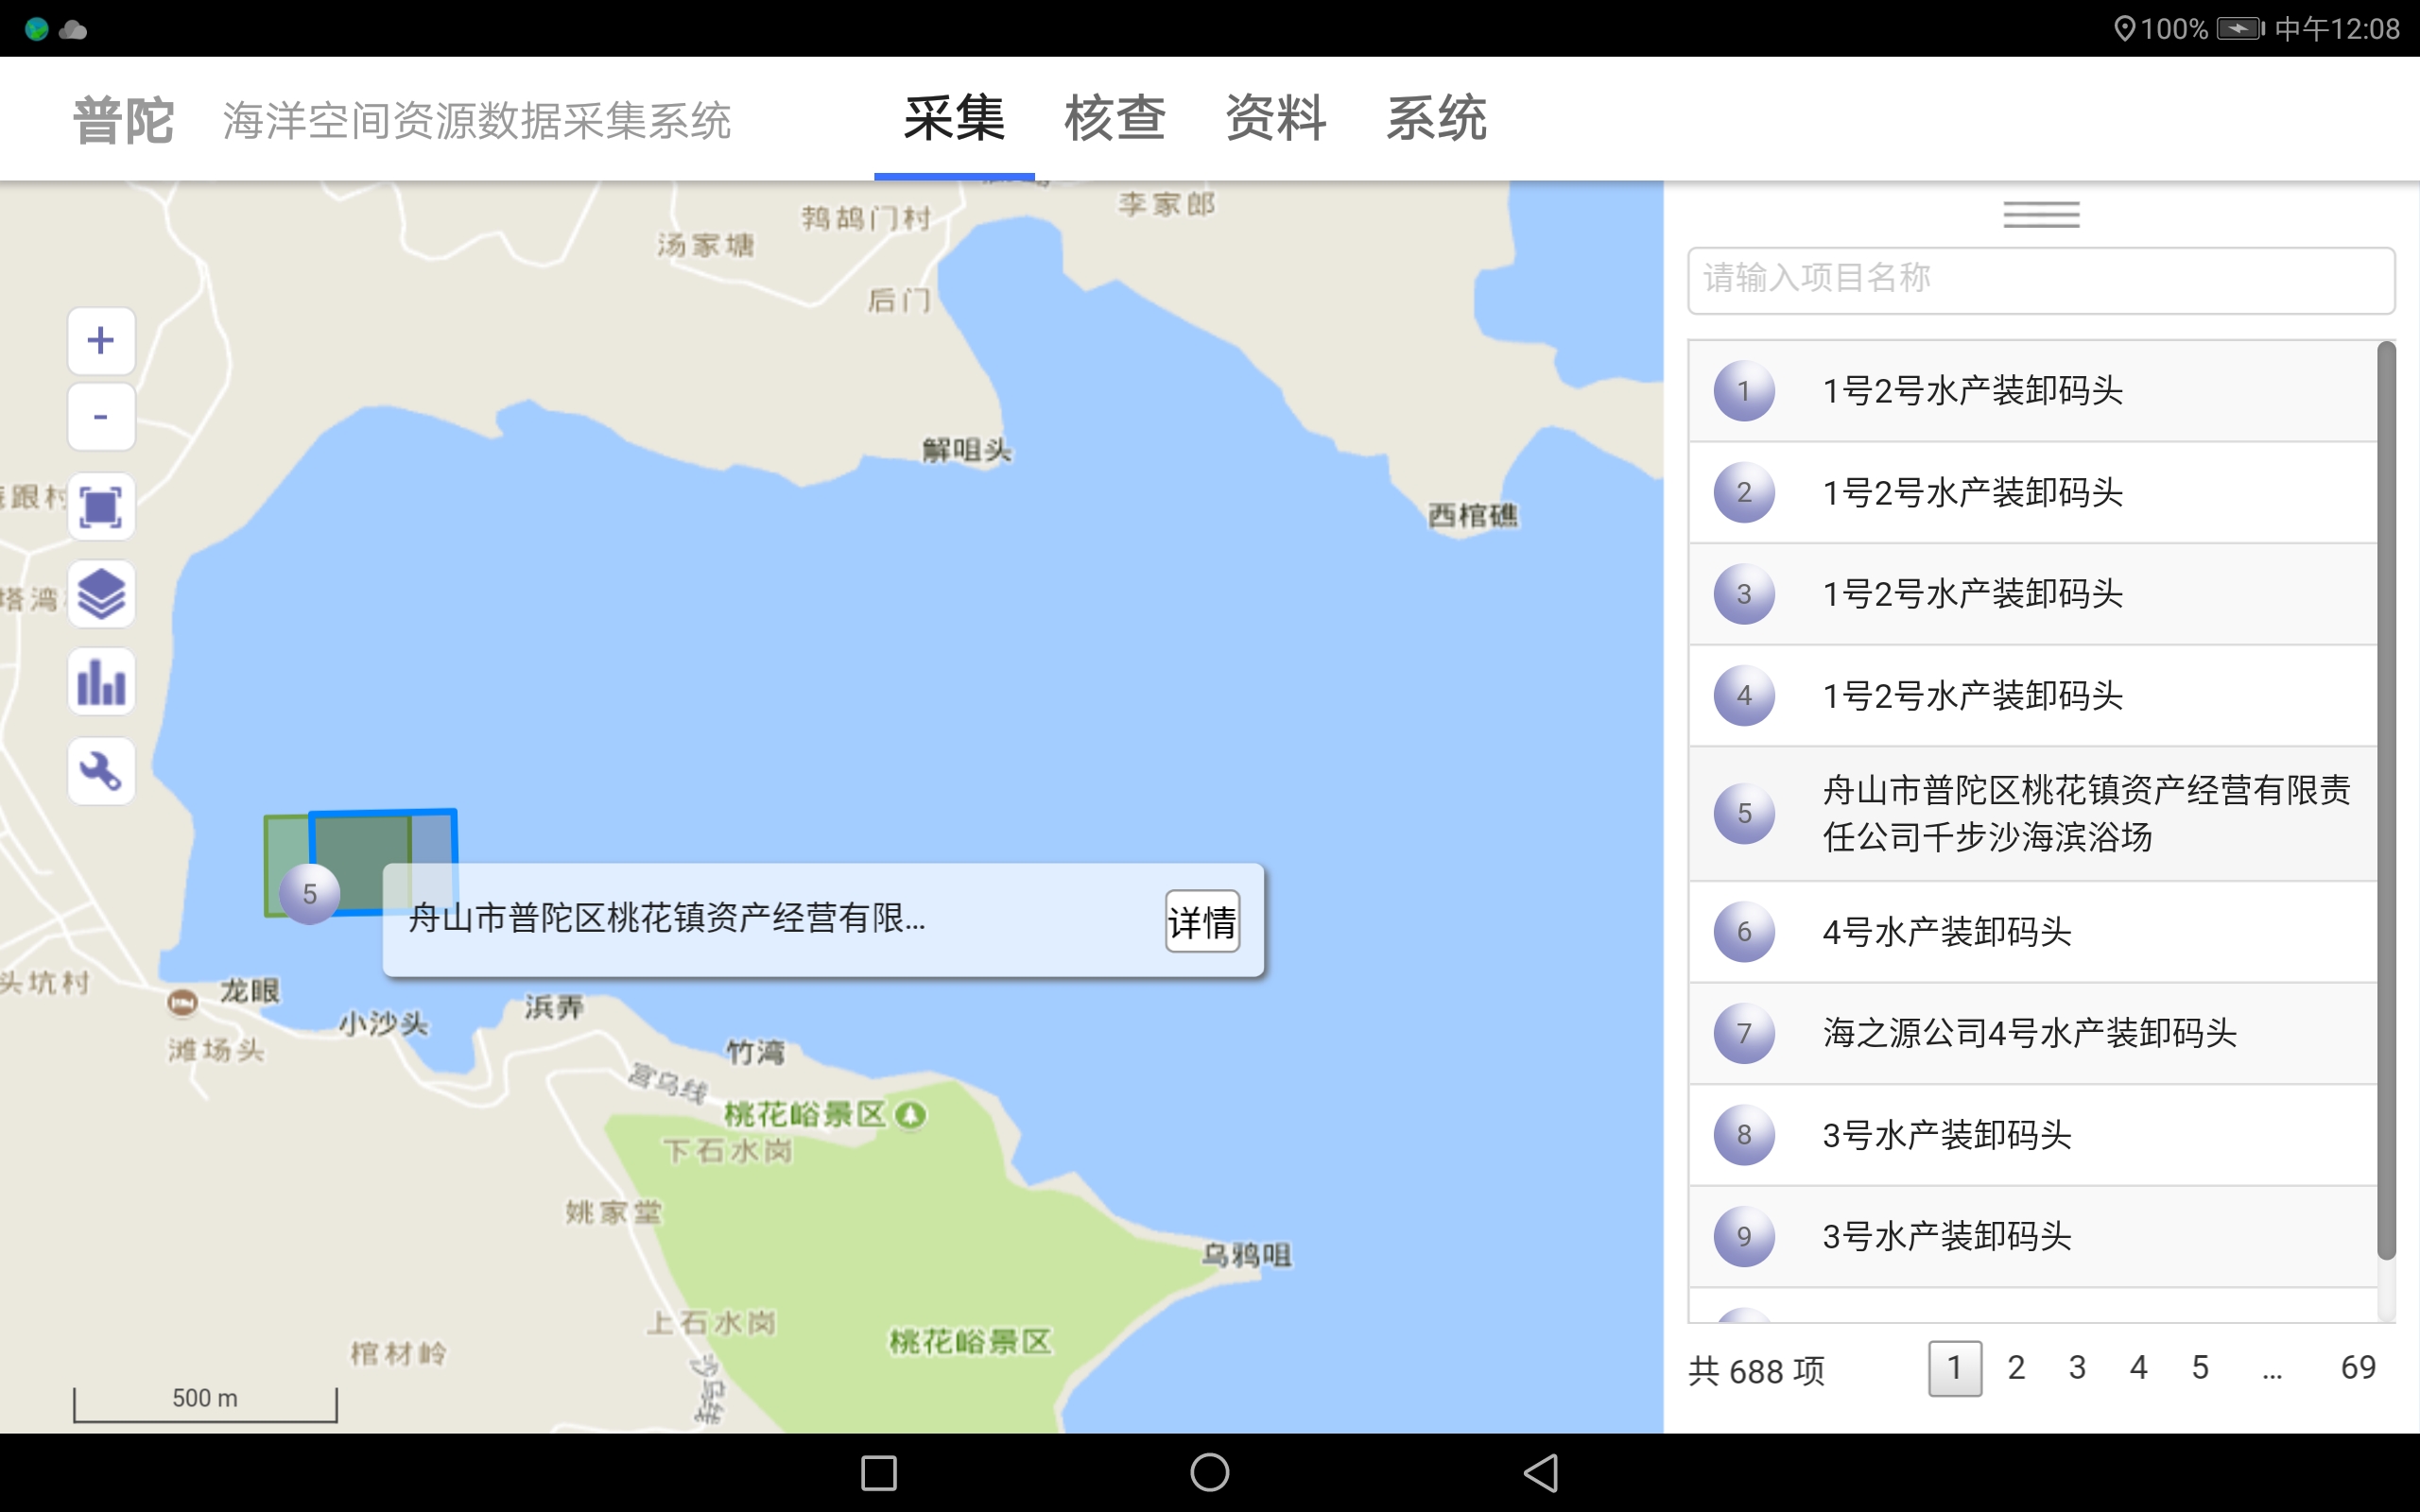 100% 中午12:08
普陀 海洋空间资源数据采集系统 采集 核查 资料 系统
李家郎
鹁鸪门村
汤家塘
后门
+
-
解咀头
西棺礁
跟村
塔湾
5
舟山市普陀区桃花镇资产经营有限... 详情
头坑村
龙眼
小沙头
浜弄
滩场头
竹湾
宫乌线
桃花峪景区
下石水岗
姚家堂
乌鸦咀
上石水岗
桃花峪景区
棺材岭
沙乌线
500 m
请输入项目名称
1 1号2号水产装卸码头
2 1号2号水产装卸码头
3 1号2号水产装卸码头
4 1号2号水产装卸码头
5 舟山市普陀区桃花镇资产经营有限责
任公司千步沙海滨浴场
6 4号水产装卸码头
7 海之源公司4号水产装卸码头
8 3号水产装卸码头
9 3号水产装卸码头
共 688 项 1 2 3 4 5 ... 69